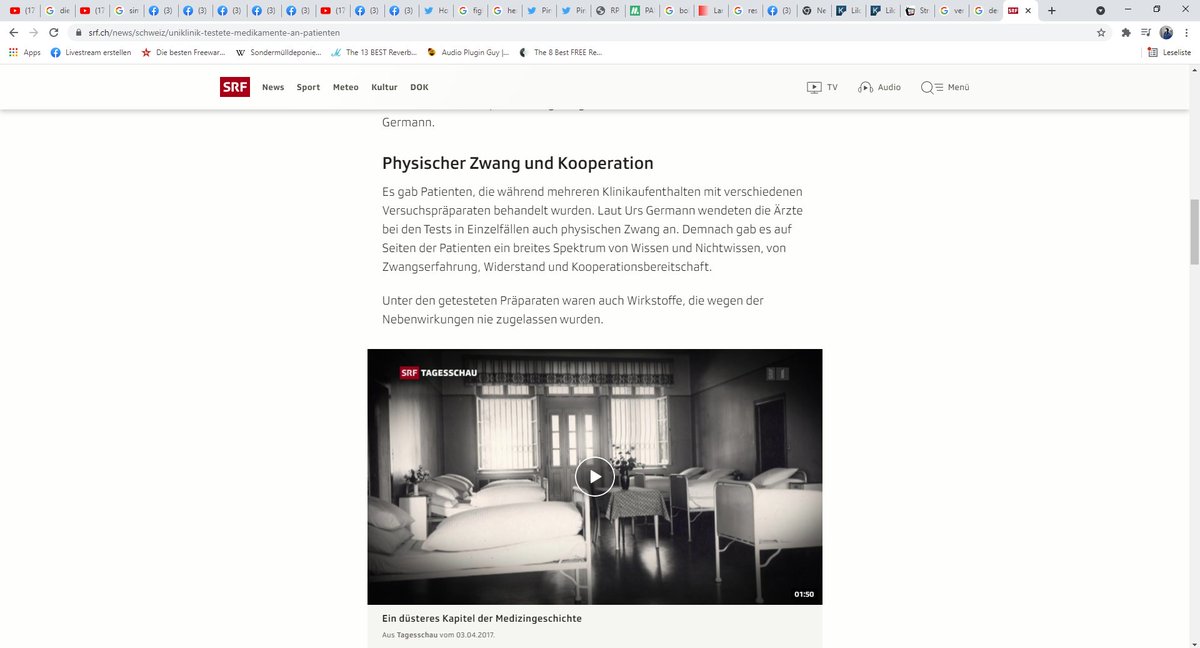 (17
die
(17
sin
(3)
(3)
(3)
(3)
(3)
(17
(3)
(3)
Ho
fig
he
Pin
Pin
RP
PA
bo
La
res
(3)
Ne
Lik
Lik
Str
ver
de
srf.ch/news/schweiz/uniklinik-testete-medikamente-an-patienten
Apps
Livestream erstellen
Die besten Freewar...
Sondermülldeponie...
The 13 BEST Reverb...
Audio Plugin Guy |...
The 8 Best FREE Re...
Leseliste
SRF News Sport Meteo Kultur DOK TV Audio Menü
Germann.
Physischer Zwang und Kooperation
Es gab Patienten, die während mehreren Klinikaufenthalten mit verschiedenen
Versuchspräparaten behandelt wurden. Laut Urs Germann wendeten die Ärzte
bei den Tests in Einzelfällen auch physischen Zwang an. Demnach gab es auf
Seiten der Patienten ein breites Spektrum von Wissen und Nichtwissen, von
Zwangserfahrung, Widerstand und Kooperationsbereitschaft.
Unter den getesteten Präparaten waren auch Wirkstoffe, die wegen der
Nebenwirkungen nie zugelassen wurden.
SRF TAGESSCHAU
01:50
Ein düsteres Kapitel der Medizingeschichte
Aus Tagesschau vom 03.04.2017.